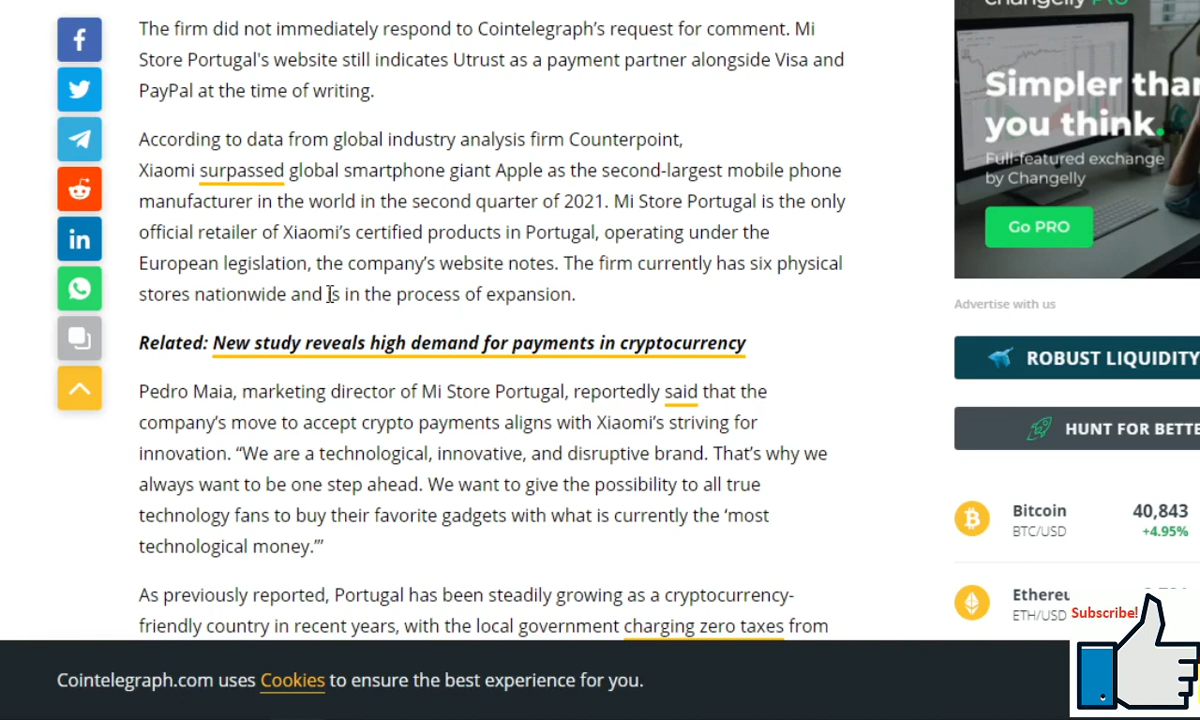 The firm did not immediately respond to Cointelegraph’s request for comment. Mi
Store Portugal's website still indicates Utrust as a payment partner alongside Visa and
PayPal at the time of writing.
According to data from global industry analysis firm Counterpoint,
Xiaomi surpassed global smartphone giant Apple as the second-largest mobile phone
manufacturer in the world in the second quarter of 2021. Mi Store Portugal is the only
official retailer of Xiaomi’s certified products in Portugal, operating under the
European legislation, the company’s website notes. The firm currently has six physical
stores nationwide and is in the process of expansion.
Related: New study reveals high demand for payments in cryptocurrency
Pedro Maia, marketing director of Mi Store Portugal, reportedly said that the
company’s move to accept crypto payments aligns with Xiaomi’s striving for
innovation. “We are a technological, innovative, and disruptive brand. That’s why we
always want to be one step ahead. We want to give the possibility to all true
technology fans to buy their favorite gadgets with what is currently the ‘most
technological money.’”
As previously reported, Portugal has been steadily growing as a cryptocurrency-
friendly country in recent years, with the local government charging zero taxes from
Cointelegraph.com uses Cookies to ensure the best experience for you.
Changelly PRO
Simpler than
you think.
Full-featured exchange
by Changelly
Go PRO
Advertise with us
ROBUST LIQUIDITY
HUNT FOR BETTE
Bitcoin 40,843
BTC/USD +4.95%
Ethereu
ETH/USD
Subscribe!